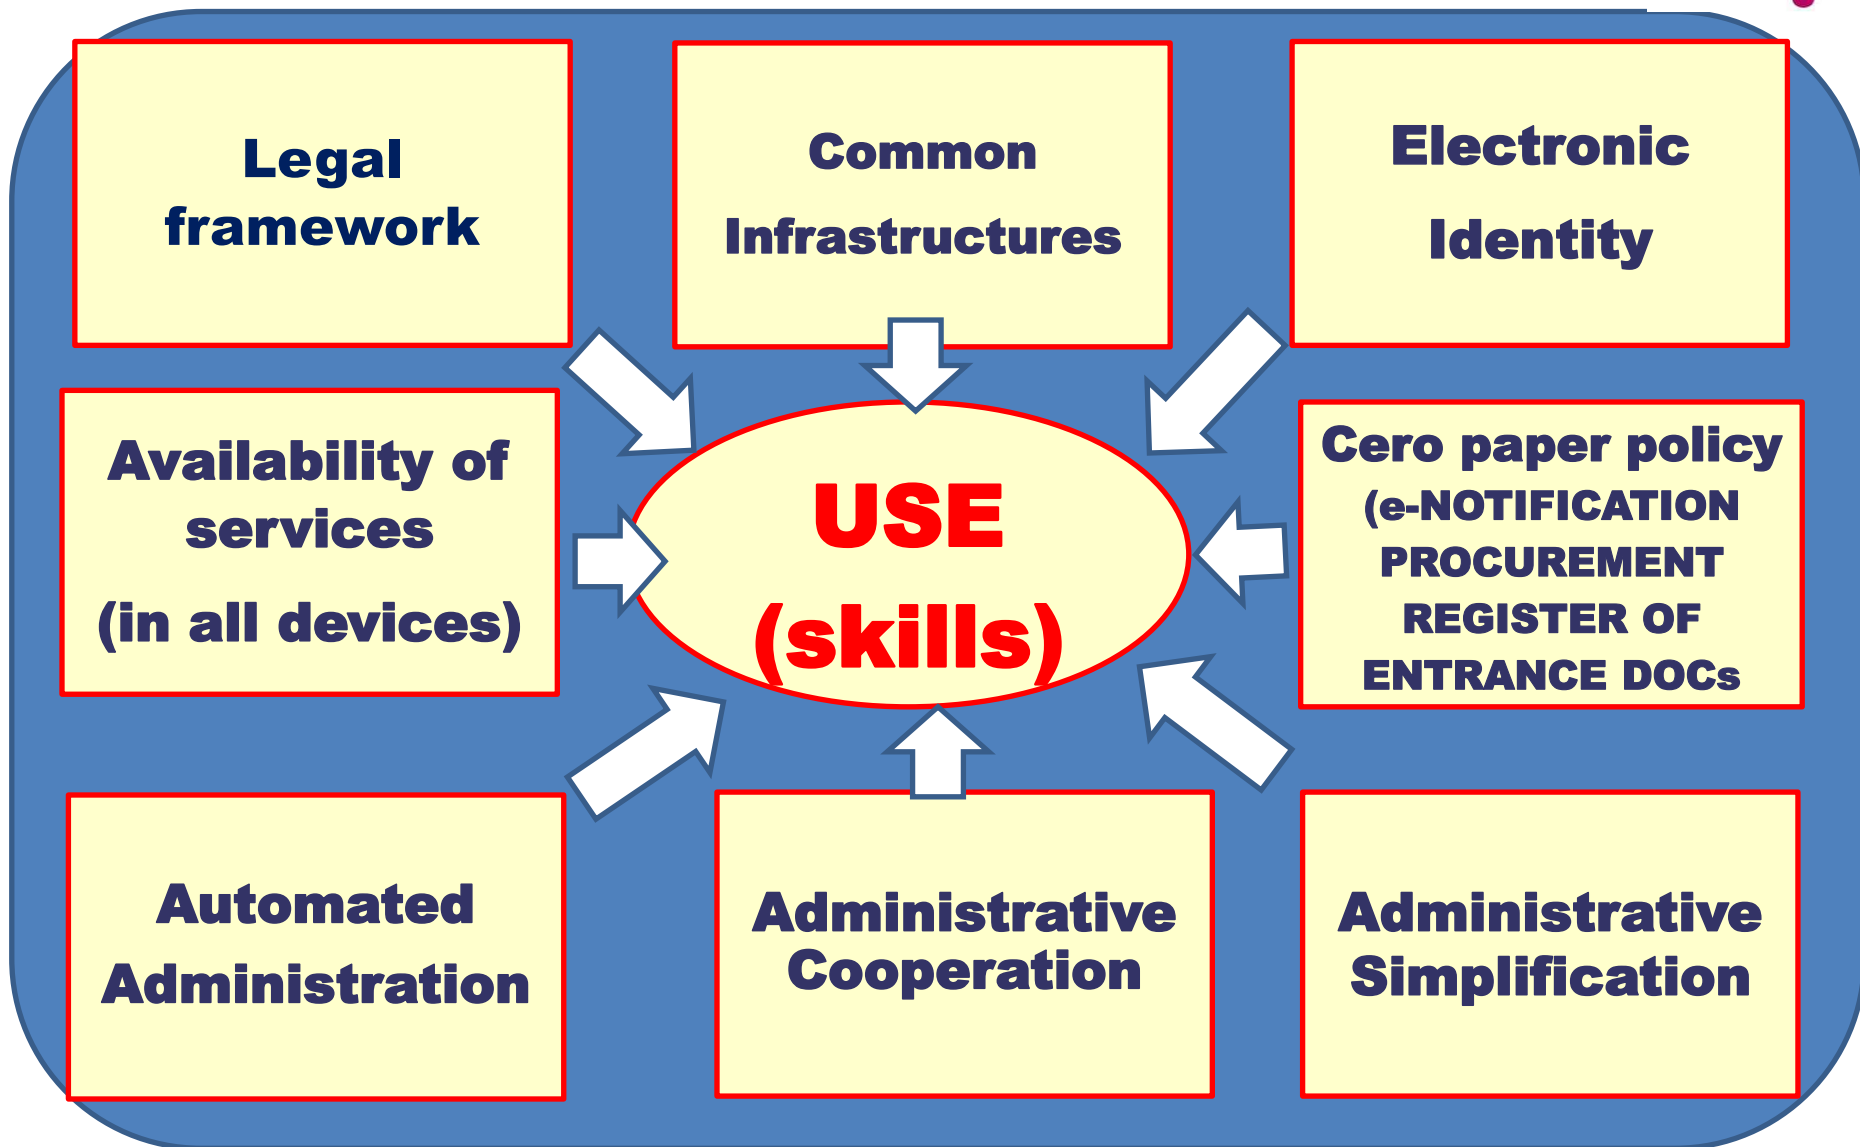 Legal
framework
Common
Infrastructures
Electronic
Identity
Availability of
services
(in all devices)
USE
(skills)
Cero paper policy
(e-NOTIFICATION
PROCUREMENT
REGISTER OF
ENTRANCE DOCs
Automated
Administration
Administrative
Cooperation
Administrative
Simplification